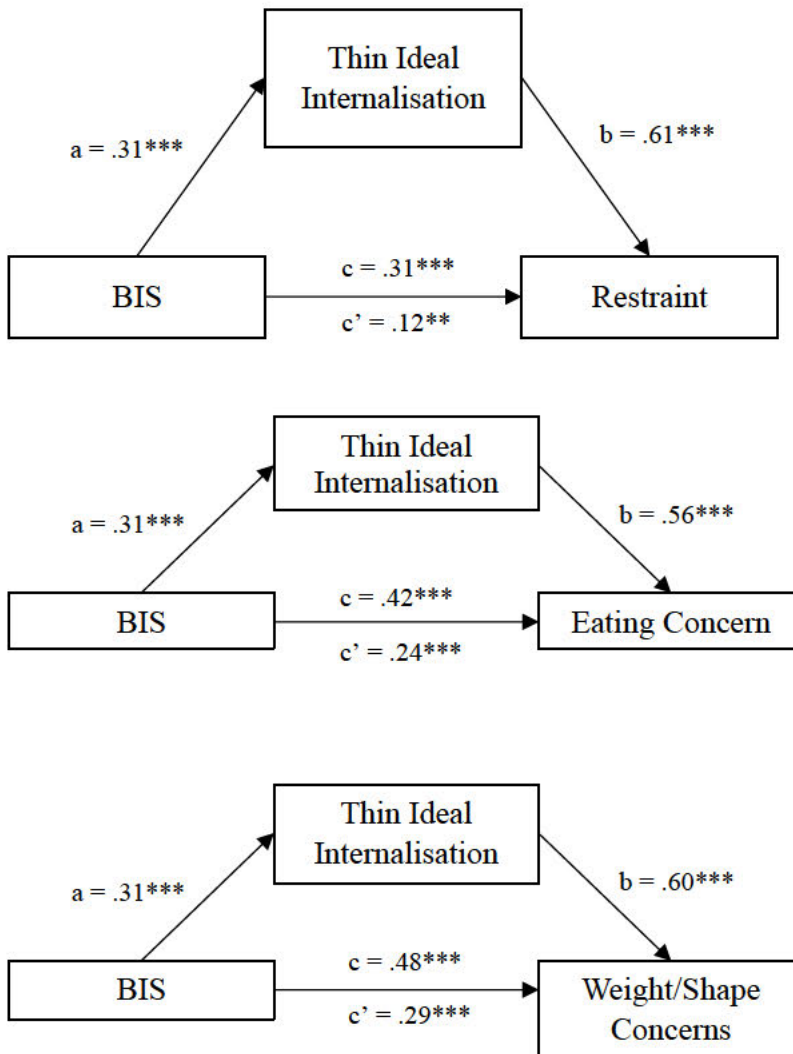 Thin Ideal
Internalisation
a = .31***
b = .61***
BIS
c = .31***
c’ = .12**
Restraint
Thin Ideal
Internalisation
a = .31***
b = .56***
BIS
c = .42***
c’ = .24***
Eating Concern
Thin Ideal
Internalisation
a = .31***
b = .60***
BIS
c = .48***
c’ = .29***
Weight/Shape
Concerns